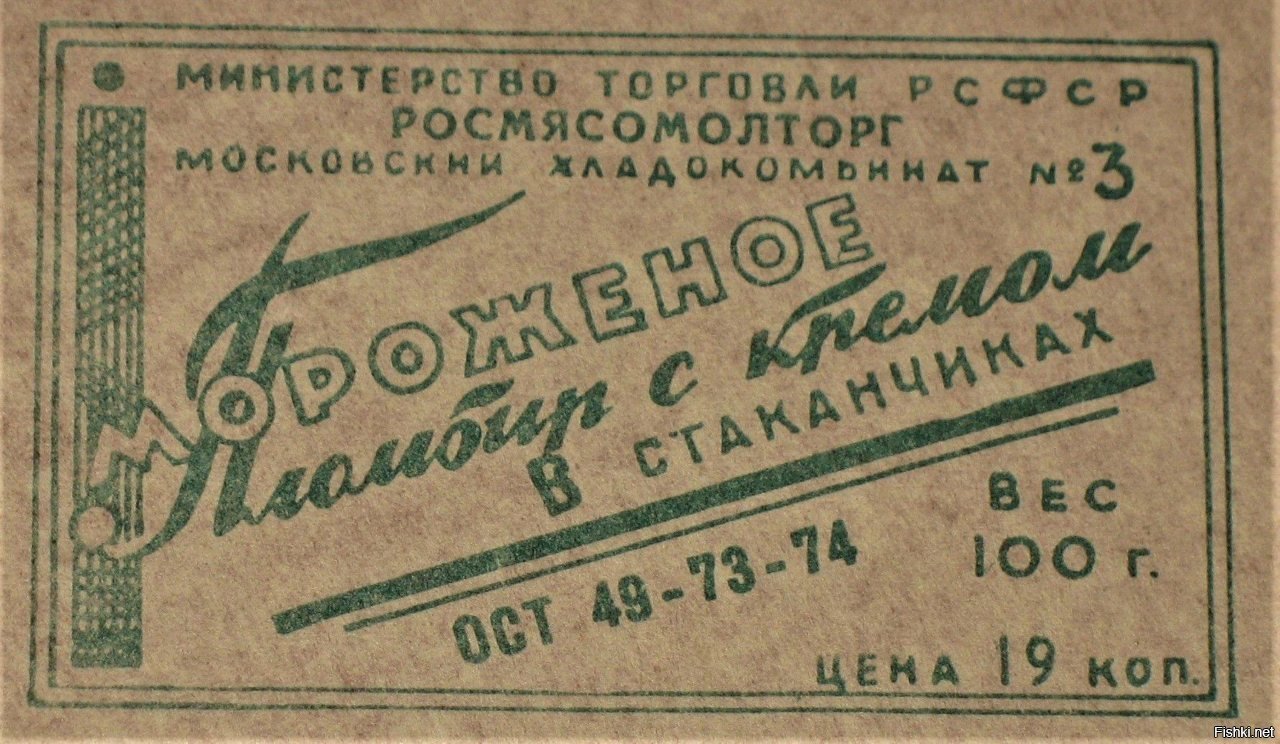 МИНИСТЕРСТВО ТОРГОВЛИ РСФСР
РОСМЯСОМОЛТОРГ
МОСКОВСКИЙ ХЛАДОКОМБИНАТ №3
МОРОЖЕНОЕ
Пломбир с кремом
В СТАКАНЧИКАХ
ОСТ 49-73-74
ВЕС
100 г.
ЦЕНА 19 КОП.
Fishki.net